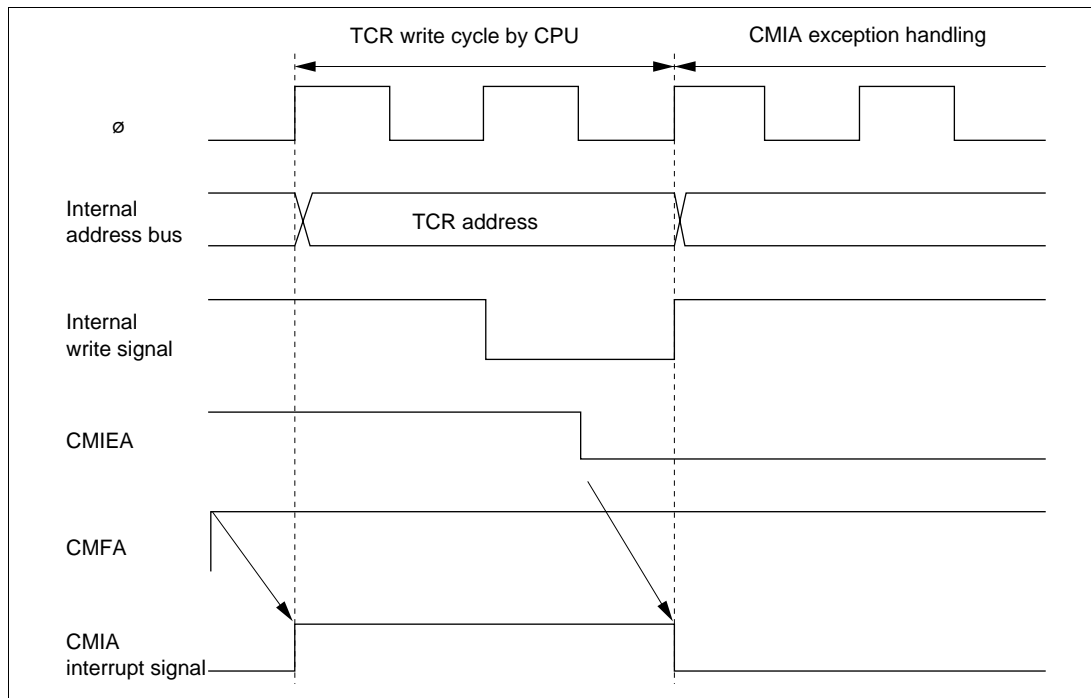 TCR write cycle by CPU
CMIA exception handling
ø
Internal
address bus
TCR address
Internal
write signal
CMIEA
CMFA
CMIA
interrupt signal